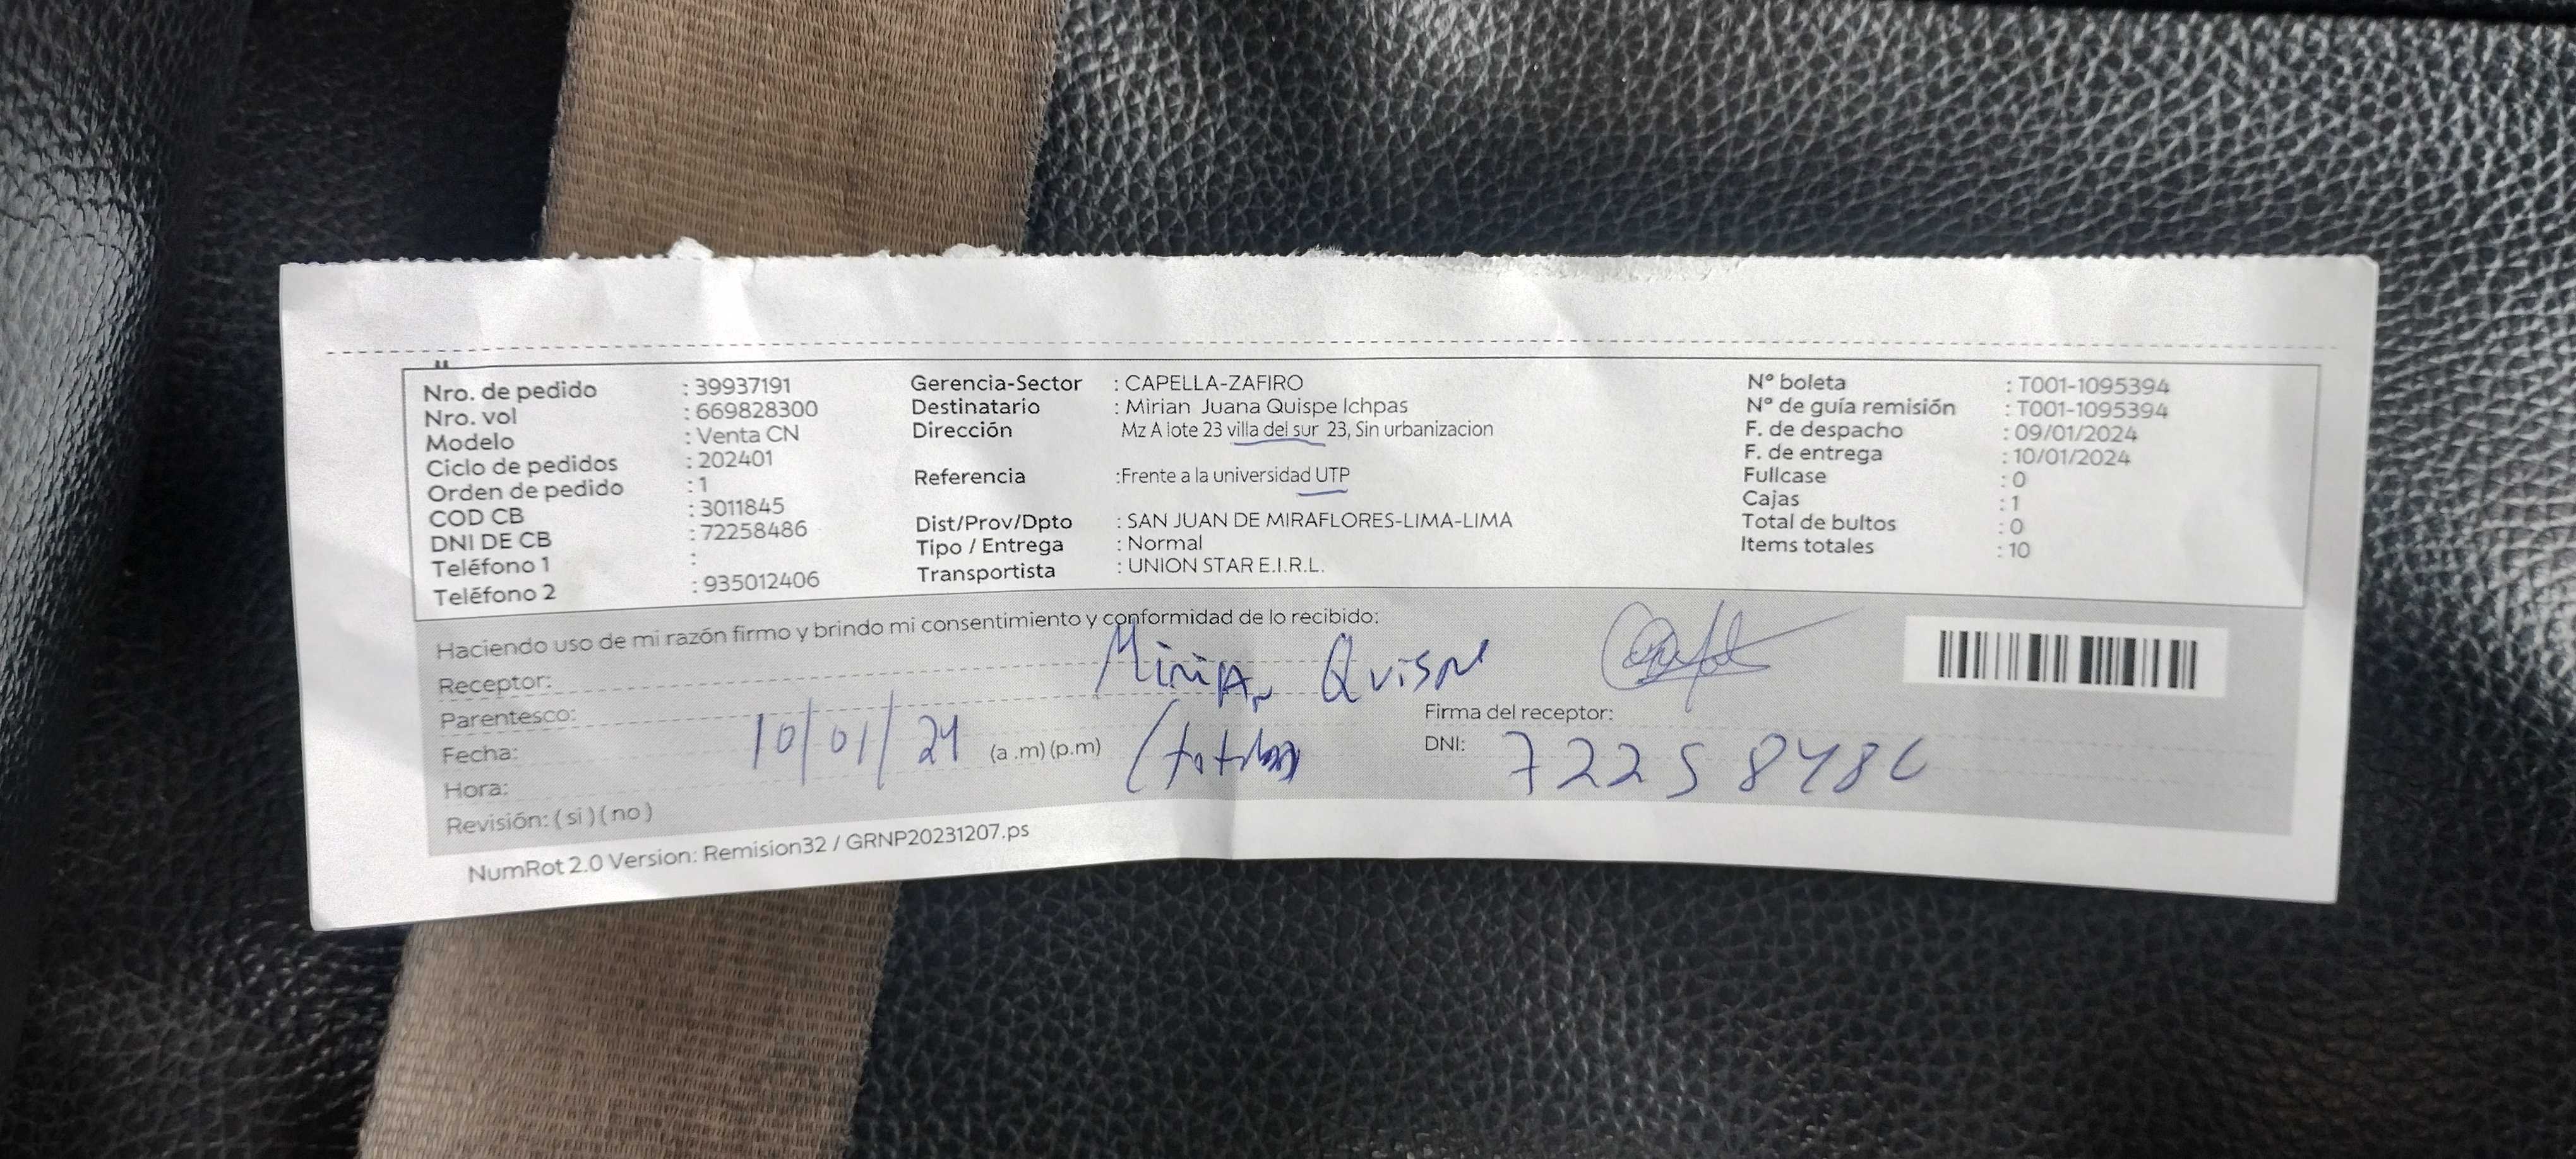 Nro. de pedido : 39937191
Nro. vol : 669828300
Modelo : Venta CN
Ciclo de pedidos : 202401
Orden de pedido : 1
COD CB : 3011845
DNI DE CB : 72258486
Teléfono 1 :
Teléfono 2 : 935012406
Gerencia-Sector : CAPELLA-ZAFIRO
Destinatario : Mirian Juana Quispe Ichpas
Dirección Mz A lote 23 villa del sur 23, Sin urbanizacion
Referencia :Frente a la universidad UTP
Dist/Prov/Dpto : SAN JUAN DE MIRAFLORES-LIMA-LIMA
Tipo / Entrega : Normal
Transportista : UNION STAR E.I.R.L.
N° boleta : T001-1095394
N° de guía remisión : T001-1095394
F. de despacho : 09/01/2024
F. de entrega : 10/01/2024
Fullcase : 0
Cajas : 1
Total de bultos : 0
Items totales : 10
Haciendo uso de mi razón firmo y brindo mi consentimiento y conformidad de lo recibido:
Receptor: Mirian
Parentesco:
Firma del receptor:
Fecha: 10/01/24 (a .m) (p.m)
DNI: 72258486
Hora:
Revisión: ( si ) ( no )
NumRot 2.0 Version: Remision32 / GRNP20231207.ps